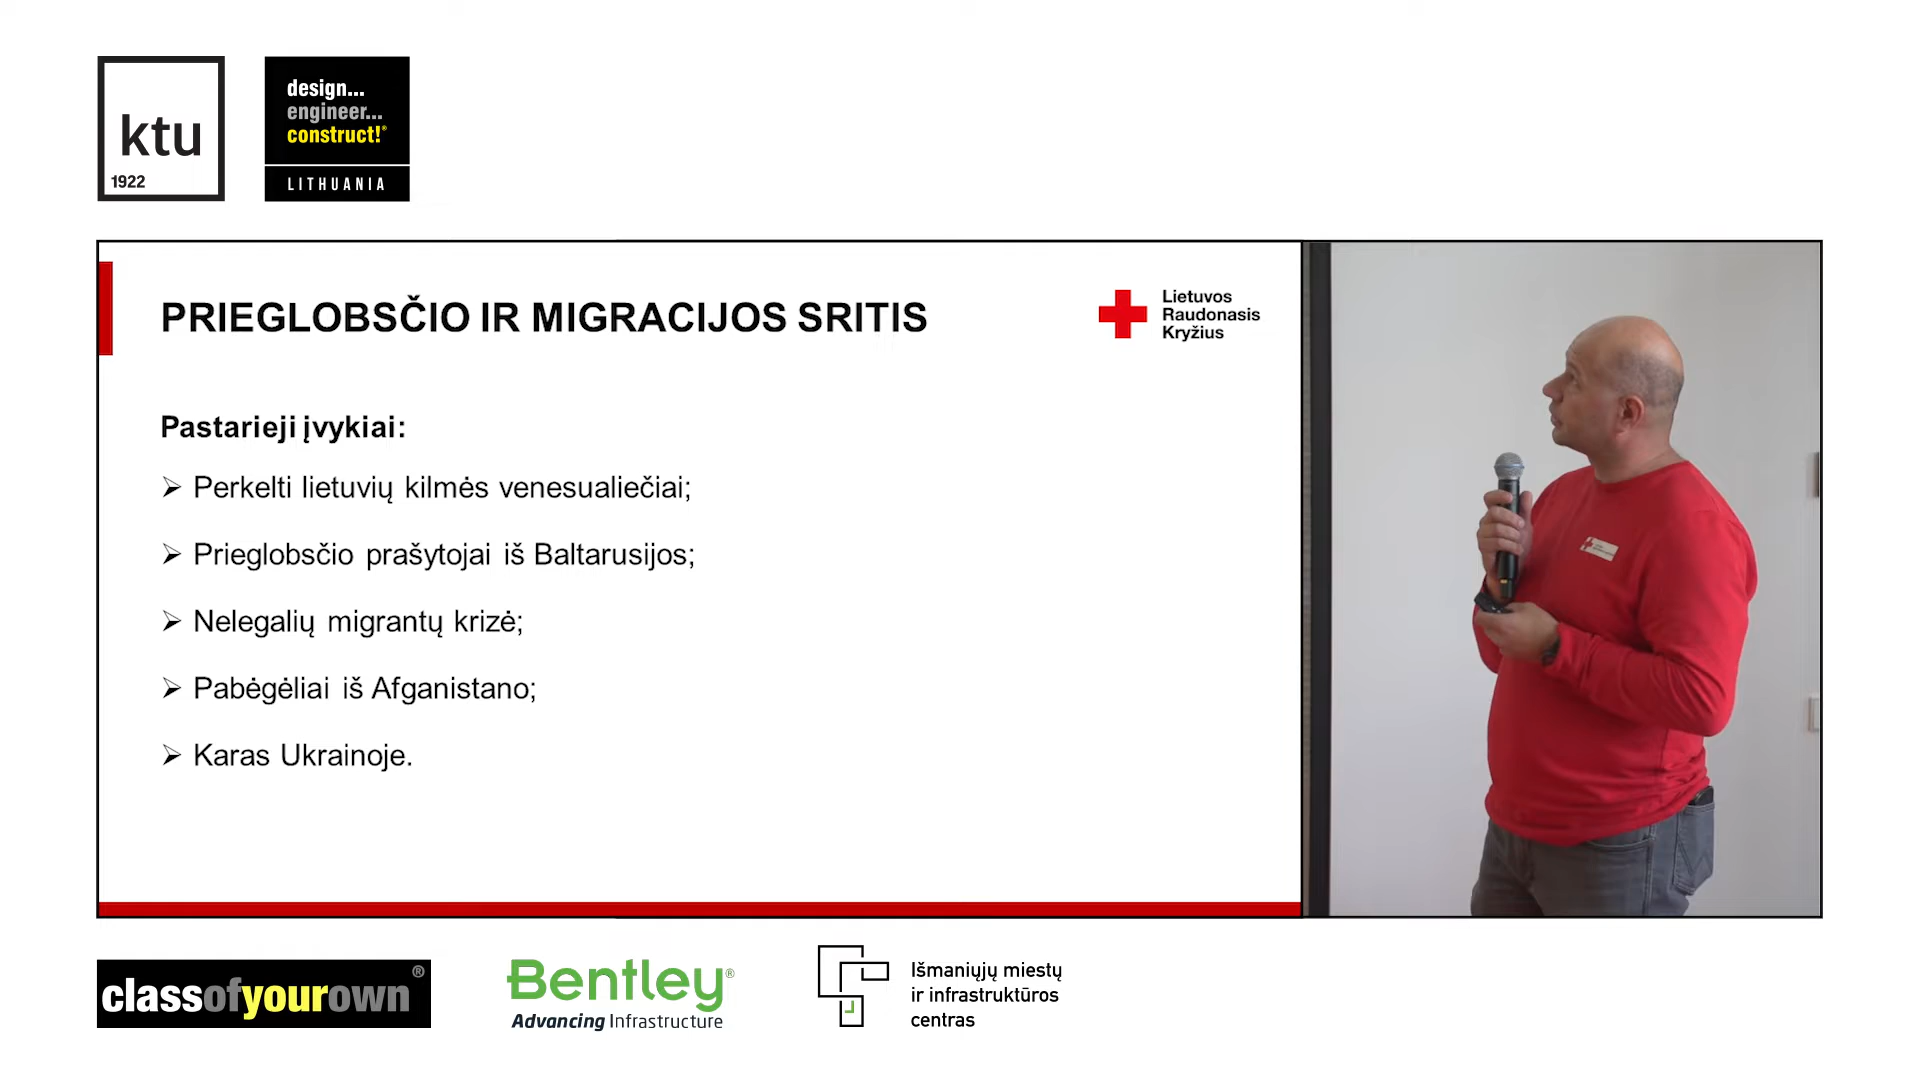 ktu
1922
design...
engineer...
construct!®
LITHUANIA
PRIEGLOBSČIO IR MIGRACIJOS SRITIS
Lietuvos
Raudonasis
Kryžius
Pastarieji įvykiai:
➢ Perkelti lietuvių kilmės venesualiečiai;
➢ Prieglobsčio prašytojai iš Baltarusijos;
➢ Nelegalių migrantų krizė;
➢ Pabėgėliai iš Afganistano;
➢ Karas Ukrainoje.
classofyourown®
Bentley®
Advancing Infrastructure
Išmaniųjų miestų
ir infrastruktūros
centras